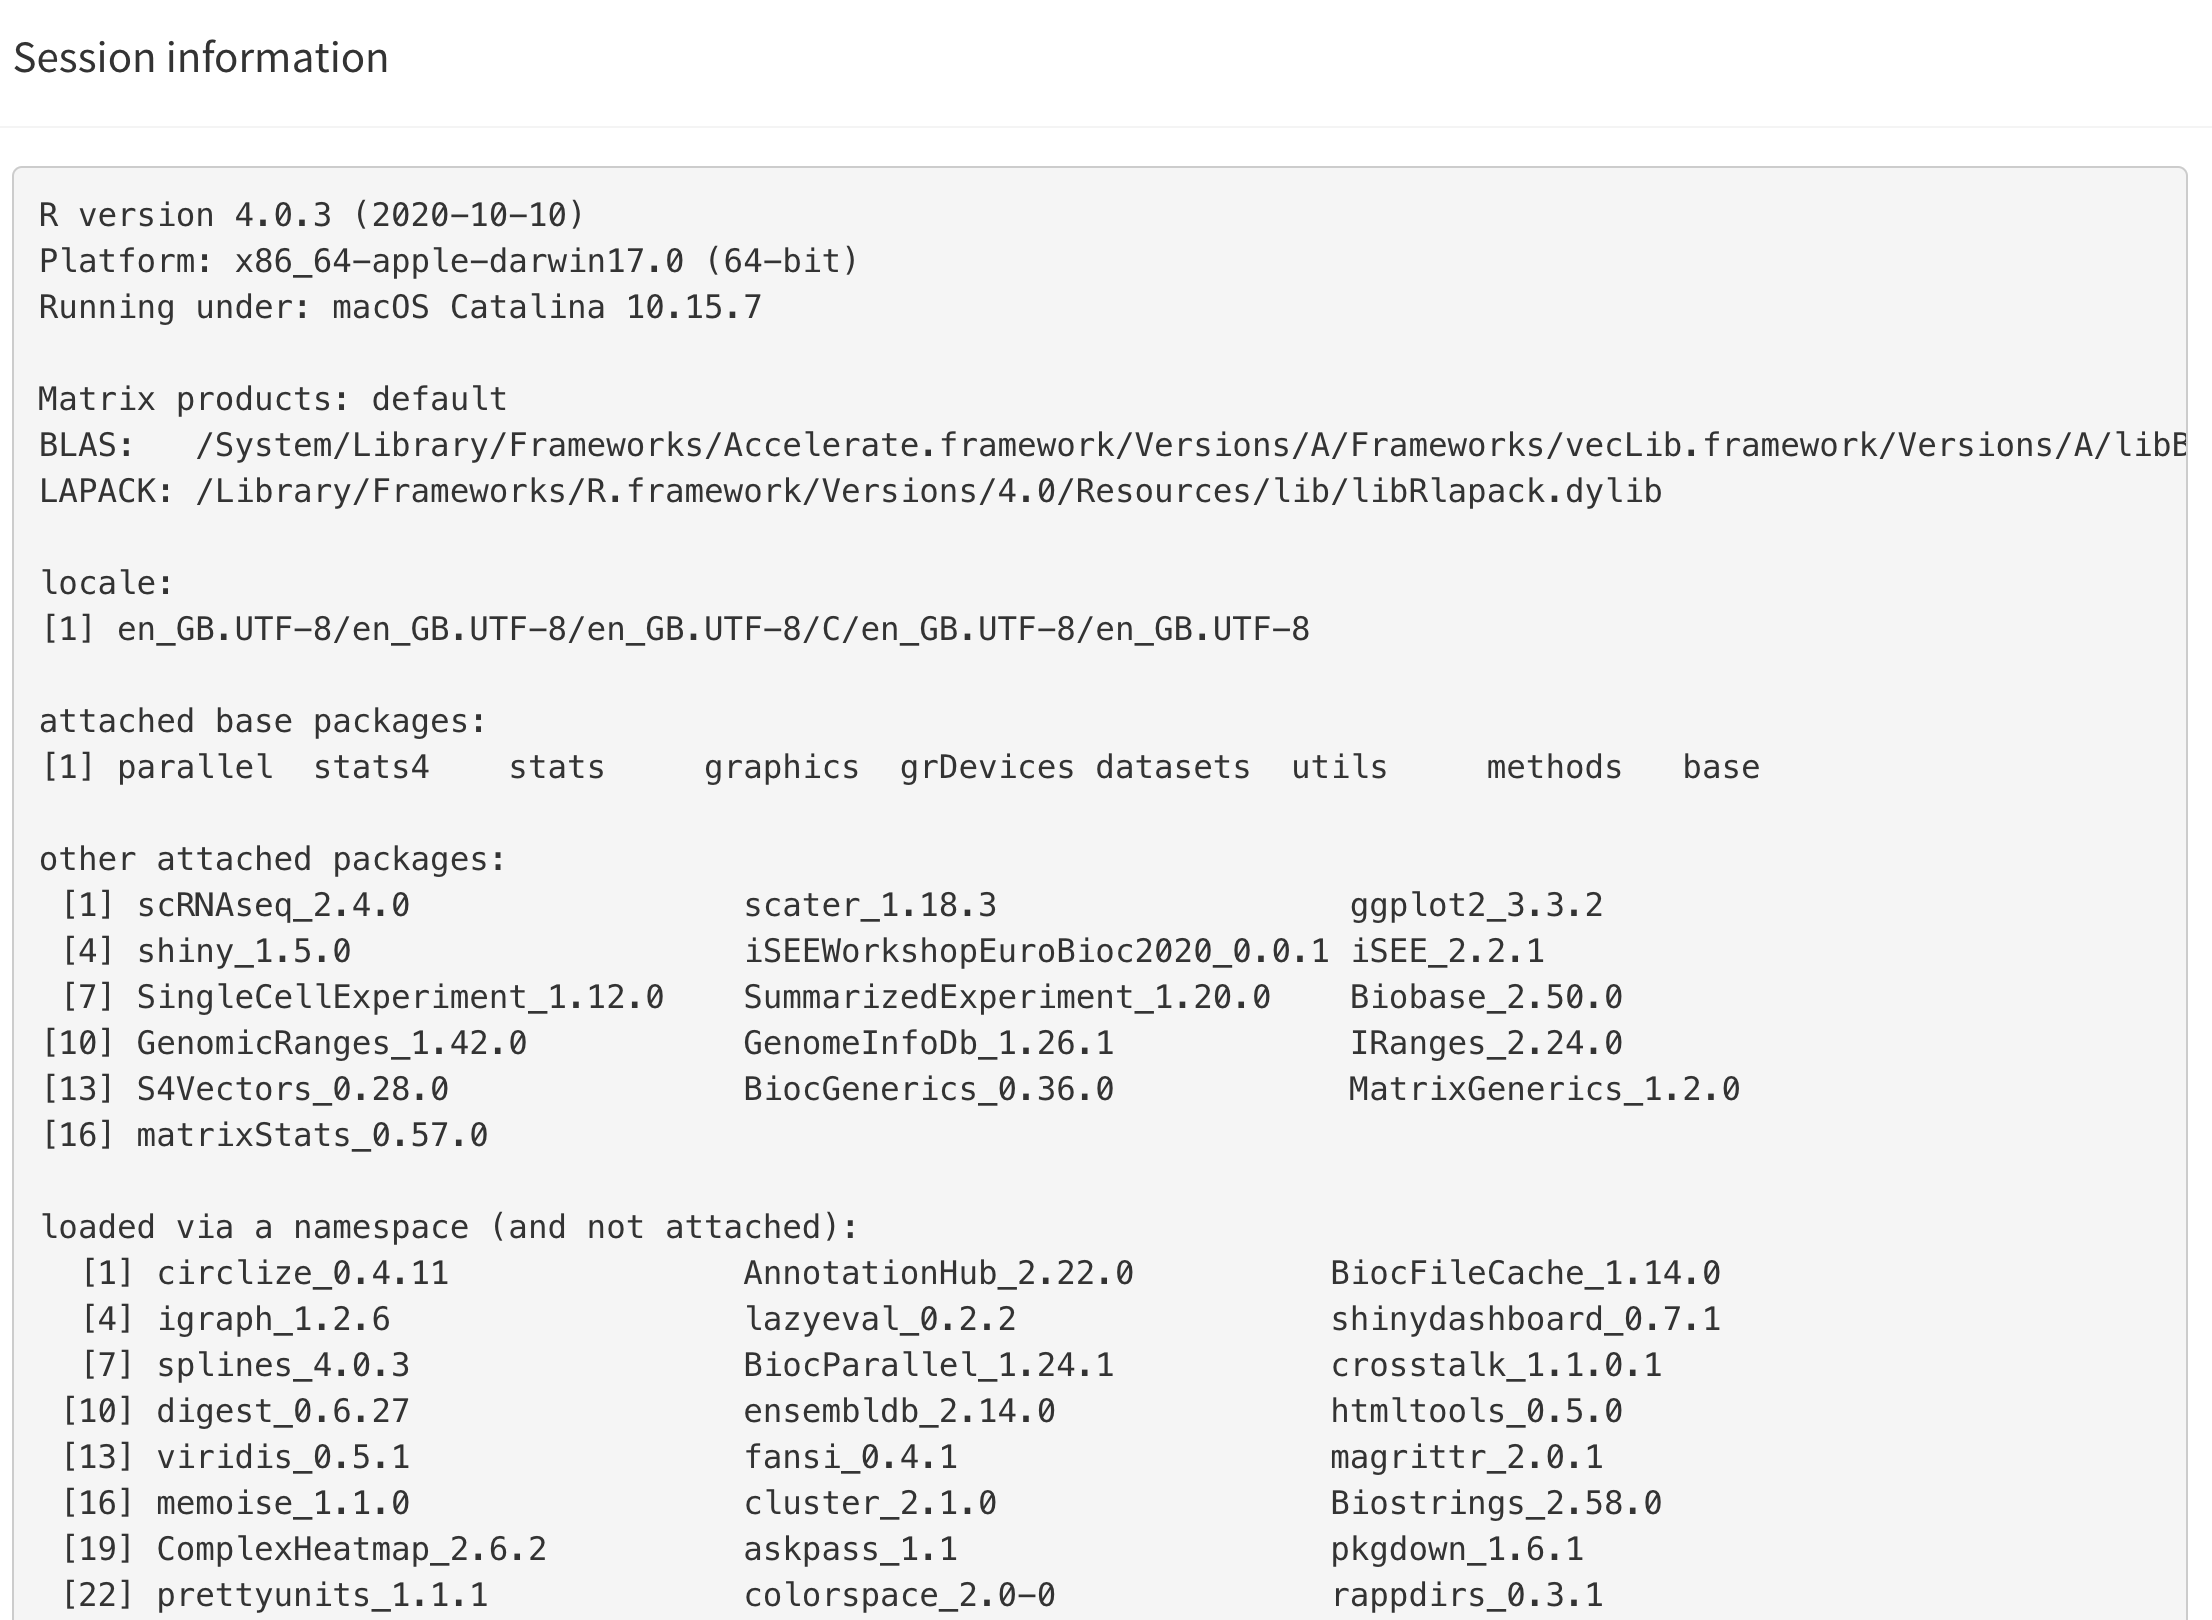 Session information
R version 4.0.3 (2020-10-10)
Platform: x86_64-apple-darwin17.0 (64-bit)
Running under: macOS Catalina 10.15.7
Matrix products: default
BLAS:   /System/Library/Frameworks/Accelerate.framework/Versions/A/Frameworks/vecLib.framework/Versions/A/libB
LAPACK: /Library/Frameworks/R.framework/Versions/4.0/Resources/lib/libRlapack.dylib
locale:
[1] en_GB.UTF-8/en_GB.UTF-8/en_GB.UTF-8/C/en_GB.UTF-8/en_GB.UTF-8
attached base packages:
[1] parallel  stats4    stats     graphics  grDevices datasets  utils     methods   base
other attached packages:
 [1] scRNAseq_2.4.0                 scater_1.18.3                  ggplot2_3.3.2
 [4] shiny_1.5.0                    iSEEWorkshopEuroBioc2020_0.0.1 iSEE_2.2.1
 [7] SingleCellExperiment_1.12.0    SummarizedExperiment_1.20.0    Biobase_2.50.0
[10] GenomicRanges_1.42.0           GenomeInfoDb_1.26.1            IRanges_2.24.0
[13] S4Vectors_0.28.0               BiocGenerics_0.36.0            MatrixGenerics_1.2.0
[16] matrixStats_0.57.0
loaded via a namespace (and not attached):
  [1] circlize_0.4.11               AnnotationHub_2.22.0          BiocFileCache_1.14.0
  [4] igraph_1.2.6                  lazyeval_0.2.2                shinydashboard_0.7.1
  [7] splines_4.0.3                 BiocParallel_1.24.1           crosstalk_1.1.0.1
 [10] digest_0.6.27                 ensembldb_2.14.0              htmltools_0.5.0
 [13] viridis_0.5.1                 fansi_0.4.1                   magrittr_2.0.1
 [16] memoise_1.1.0                 cluster_2.1.0                 Biostrings_2.58.0
 [19] ComplexHeatmap_2.6.2          askpass_1.1                   pkgdown_1.6.1
 [22] prettyunits_1.1.1             colorspace_2.0-0              rappdirs_0.3.1